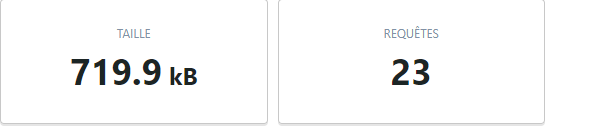 TAILLE
719.9 kB
REQUÊTES
23